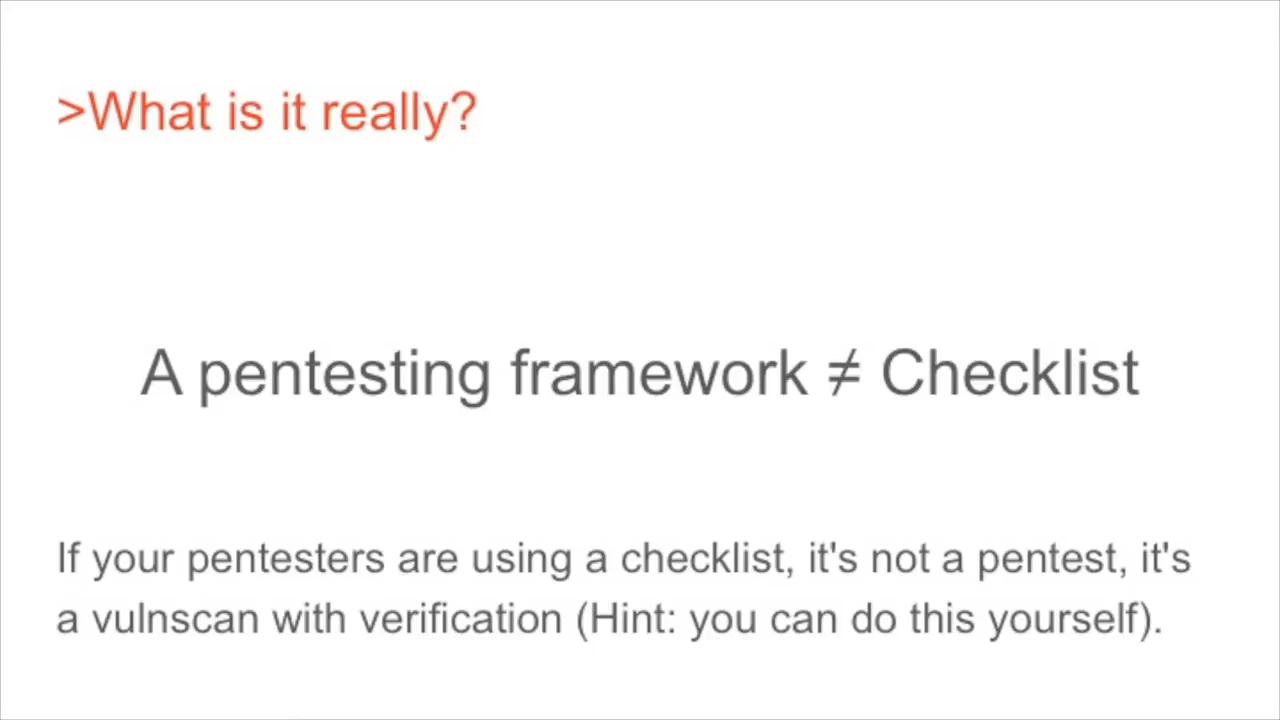 >What is it really?
A pentesting framework ≠ Checklist
If your pentesters are using a checklist, it's not a pentest, it's
a vulnscan with verification (Hint: you can do this yourself).